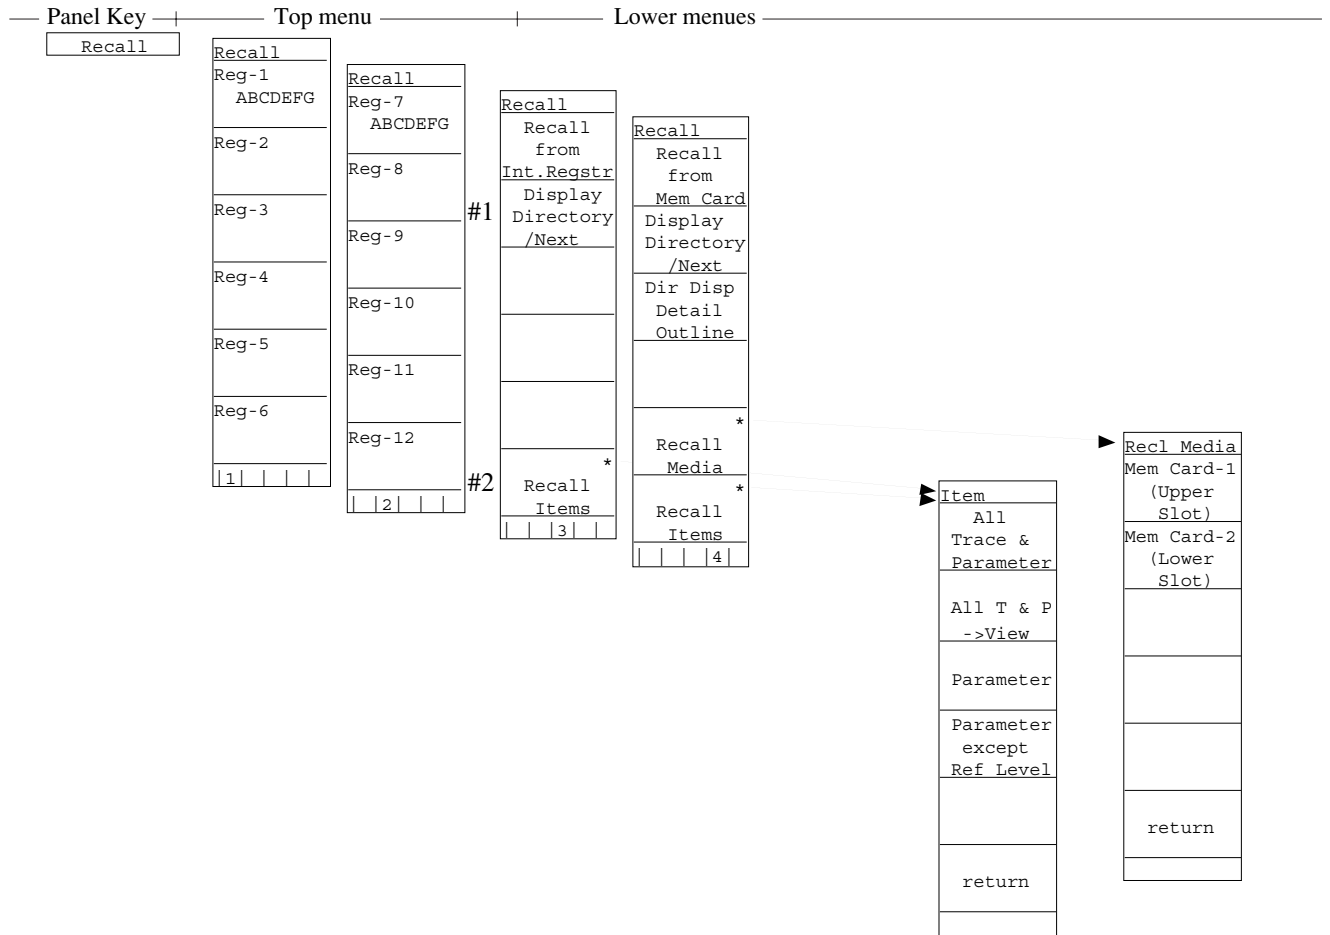 Panel Key
Top menu
Lower menues
Recall
Recall
Reg-1
ABCDEFG
Reg-2
Reg-3
Reg-4
Reg-5
Reg-6
|1| | | |
Recall
Reg-7
ABCDEFG
Reg-8
Reg-9
Reg-10
Reg-11
Reg-12
| |2| | |
#1
#2
Recall
Recall
from
Int.Regstr
Display
Directory
/Next
*
Recall
Items
| | |3| |
Recall
Recall
from
Mem Card
Display
Directory
/Next
Dir Disp
Detail
Outline
*
Recall
Media
*
Recall
Items
| | | |4|
Item
All
Trace &
Parameter
All T & P
->View
Parameter
Parameter
except
Ref Level
return
Recl Media
Mem Card-1
(Upper
Slot)
Mem Card-2
(Lower
Slot)
return